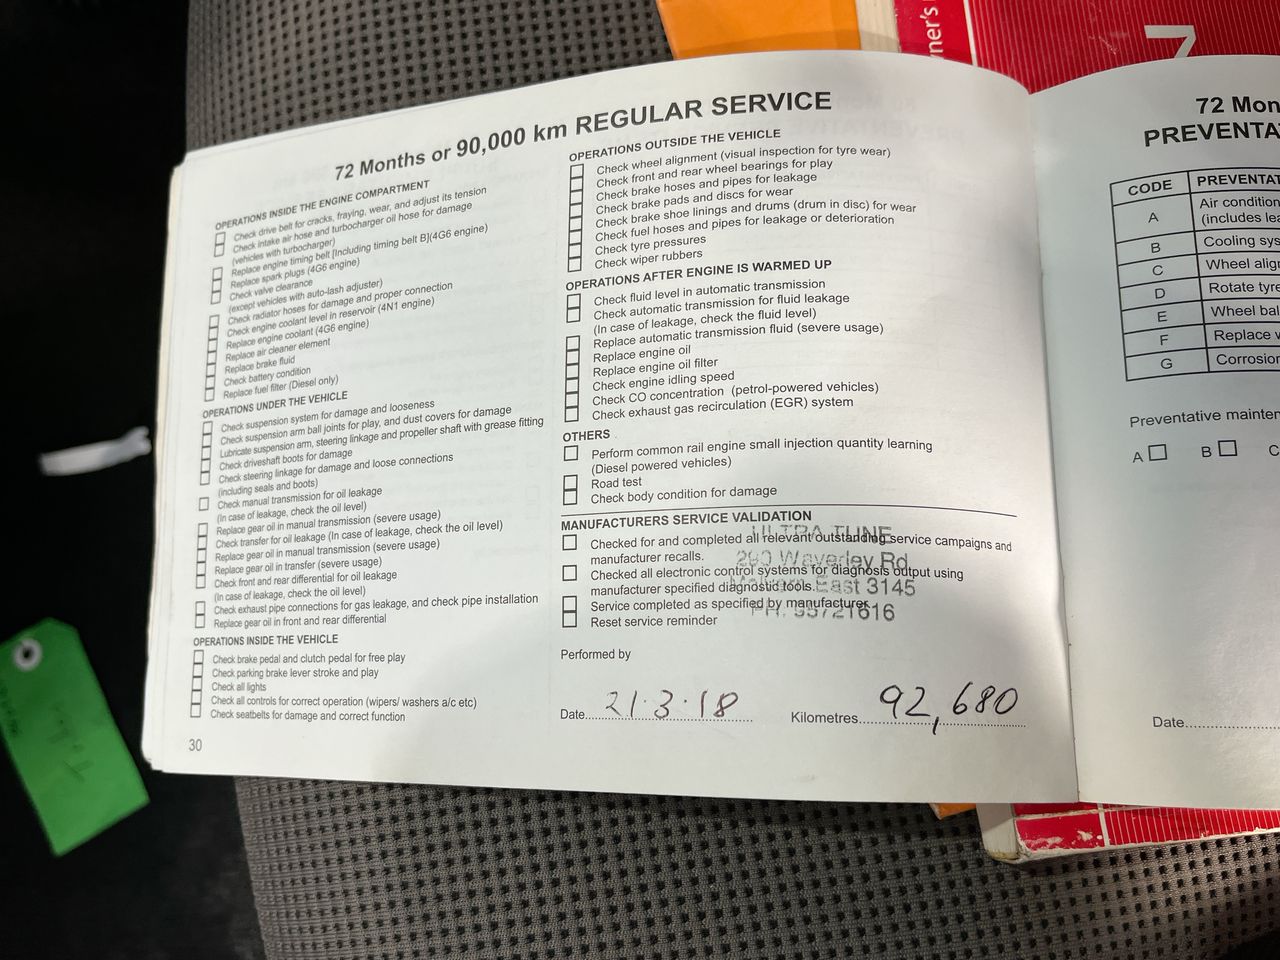 72 Months or 90,000 km REGULAR SERVICE
OPERATIONS INSIDE THE ENGINE COMPARTMENT
Check drive belt for cracks, fraying, wear, and adjust its tension
Check intake air hose and turbocharger oil hose for damage
(vehicles with turbocharger)
Replace engine timing belt [Including timing belt B](4G6 engine)
Replace spark plugs (4G6 engine)
Check valve clearance
(except vehicles with auto-lash adjuster)
Check radiator hoses for damage and proper connection
Check engine coolant level in reservoir (4N1 engine)
Replace engine coolant (4G6 engine)
Replace air cleaner element
Replace brake fluid
Check battery condition
Replace fuel filter (Diesel only)
OPERATIONS UNDER THE VEHICLE
Check suspension system for damage and looseness
Check suspension arm ball joints for play, and dust covers for damage
Lubricate suspension arm, steering linkage and propeller shaft with grease fitting
Check driveshaft boots for damage
Check steering linkage for damage and loose connections
(including seals and boots)
Check manual transmission for oil leakage
(In case of leakage, check the oil level)
Replace gear oil in manual transmission (severe usage)
Check transfer for oil leakage (In case of leakage, check the oil level)
Replace gear oil in manual transmission (severe usage)
Replace gear oil in transfer (severe usage)
Check front and rear differential for oil leakage
(In case of leakage, check the oil level)
Check exhaust pipe connections for gas leakage, and check pipe installation
Replace gear oil in front and rear differential
OPERATIONS INSIDE THE VEHICLE
Check brake pedal and clutch pedal for free play
Check parking brake lever stroke and play
Check all lights
Check all controls for correct operation (wipers/ washers a/c etc)
Check seatbelts for damage and correct function
30
OPERATIONS OUTSIDE THE VEHICLE
Check wheel alignment (visual inspection for tyre wear)
Check front and rear wheel bearings for play
Check brake hoses and pipes for leakage
Check brake pads and discs for wear
Check brake shoe linings and drums (drum in disc) for wear
Check fuel hoses and pipes for leakage or deterioration
Check tyre pressures
Check wiper rubbers
OPERATIONS AFTER ENGINE IS WARMED UP
Check fluid level in automatic transmission
Check automatic transmission for fluid leakage
(In case of leakage, check the fluid level)
Replace automatic transmission fluid (severe usage)
Replace engine oil
Replace engine oil filter
Check engine idling speed
Check CO concentration (petrol-powered vehicles)
Check exhaust gas recirculation (EGR) system
OTHERS
Perform common rail engine small injection quantity learning
(Diesel powered vehicles)
Road test
Check body condition for damage
MANUFACTURERS SERVICE VALIDATION
Checked for and completed all relevant outstanding service campaigns and
manufacturer recalls.
Checked all electronic control systems for diagnosis output using
manufacturer specified diagnostic tools.
Service completed as specified by manufacturer
Reset service reminder
ULTRA TUNE
290 Waverley Rd
Malvern East 3145
PH: 95721616
Performed by
Date 21.3.18
Kilometres 92,680
72 Mon
PREVENTA
CODE PREVENTAT
A Air condition
(includes lea
B Cooling sys
C Wheel align
D Rotate tyre
E Wheel bal
F Replace w
G Corrosion
Preventative mainten
A B C
Date
ner's
7